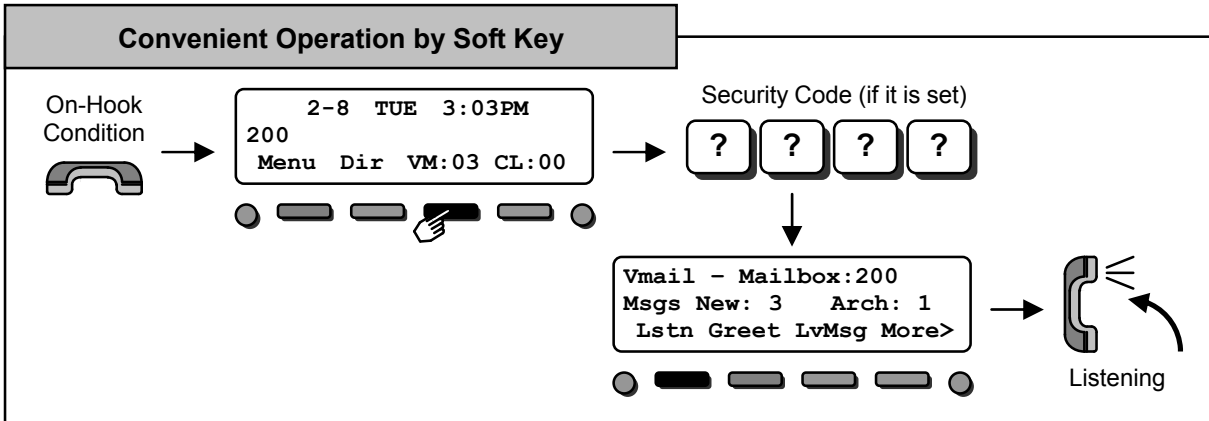 Convenient Operation by Soft Key
On-Hook
Condition
2-8 TUE 3:03PM
200
Menu Dir VM:03 CL:00
Security Code (if it is set)
? ? ? ?
Vmail – Mailbox:200
Msgs New: 3 Arch: 1
Lstn Greet LvMsg More>
Listening